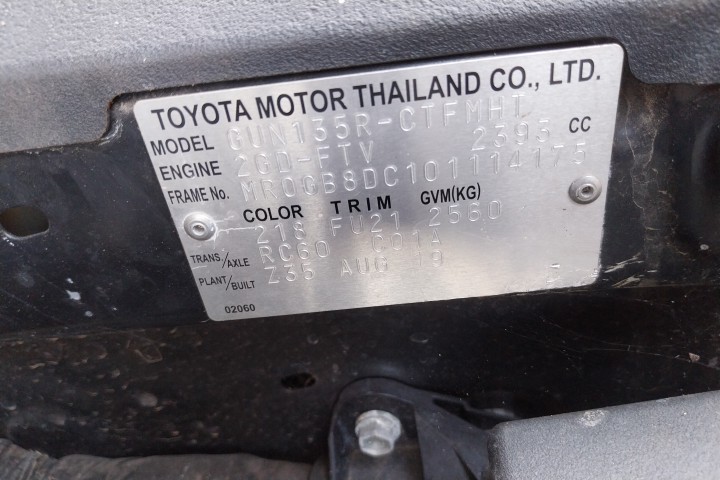 TOYOTA MOTOR THAILAND CO., LTD.
MODEL GUN135R-CTFMHT
ENGINE 2GD-FTV 2393 CC
FRAME No. MR0GB8DC101114175
COLOR TRIM GVM(KG)
218 FU21 2560
TRANS./AXLE RC60 C01A
PLANT/BUILT Z35 AUG 19
02060